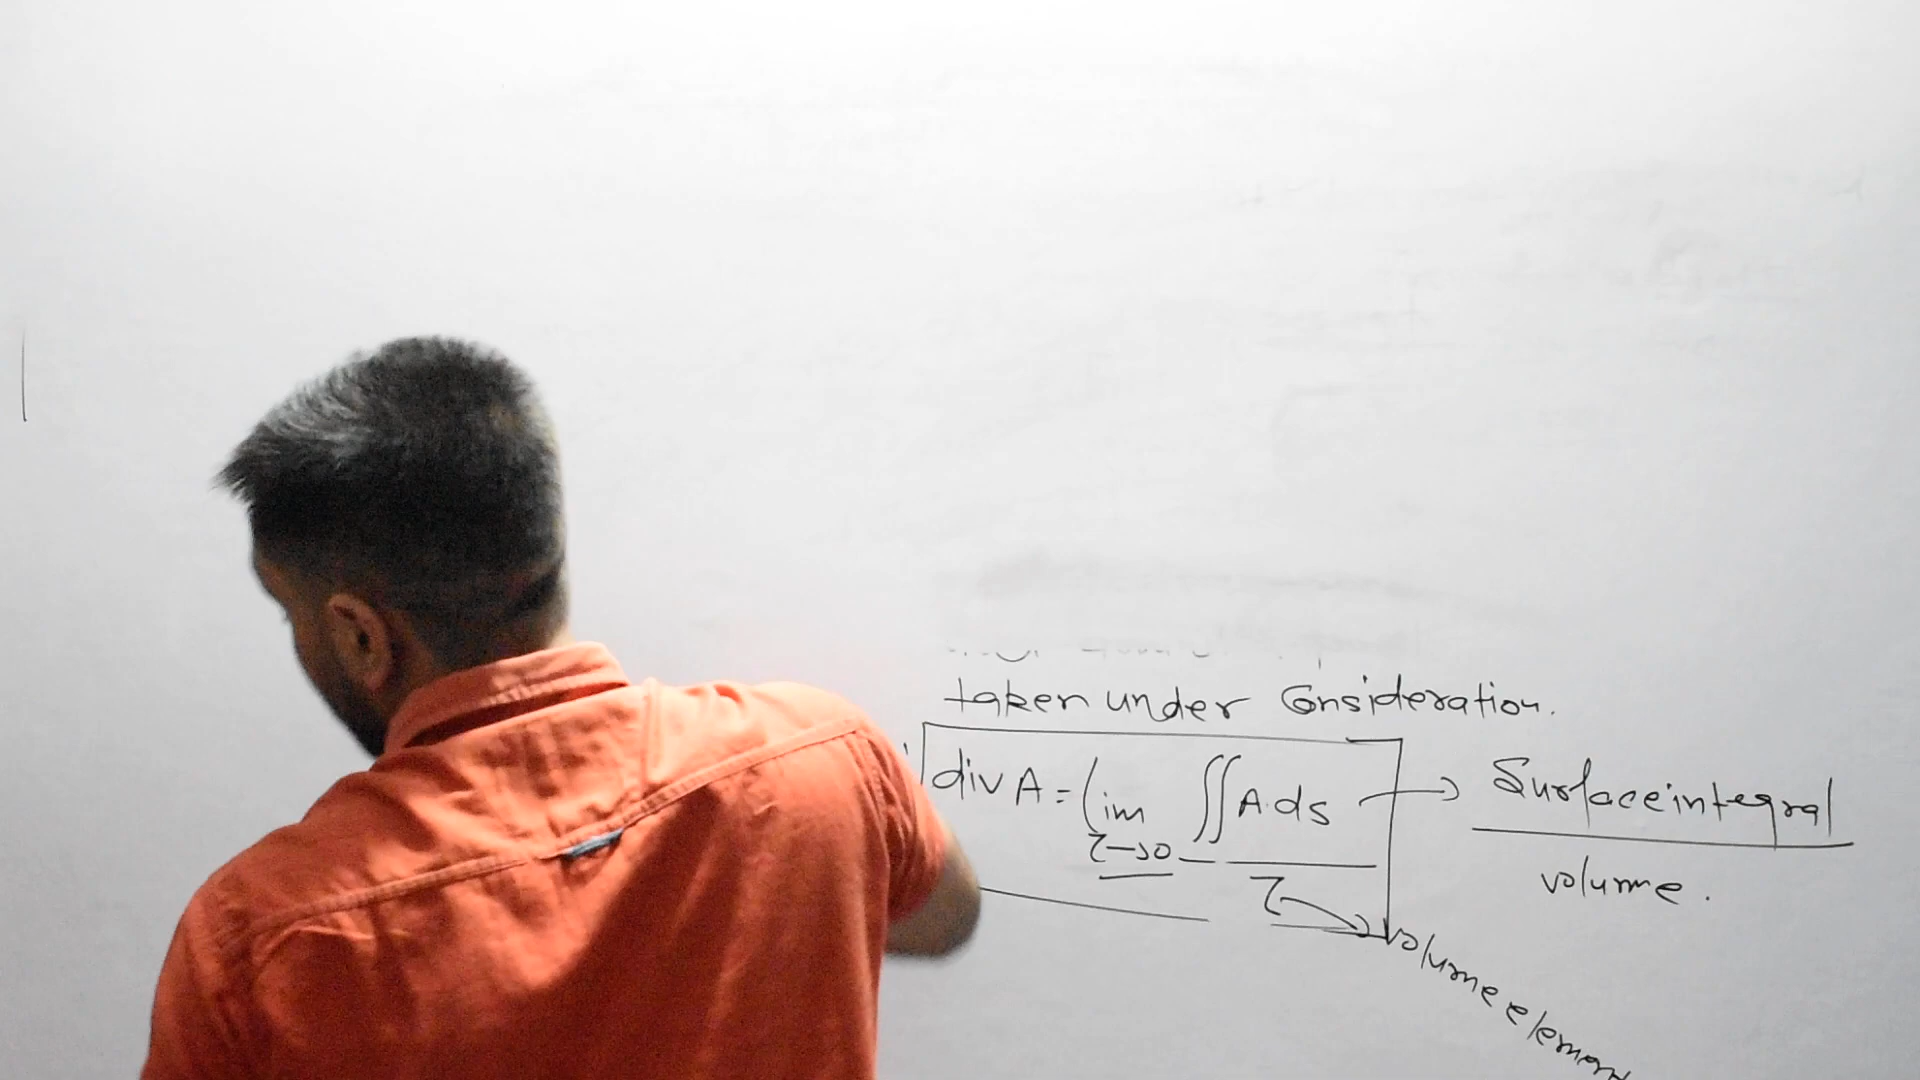 taken under Consideration.
div A = lim ∬ A.ds → Surface integral
τ→0 τ volume.
volume element